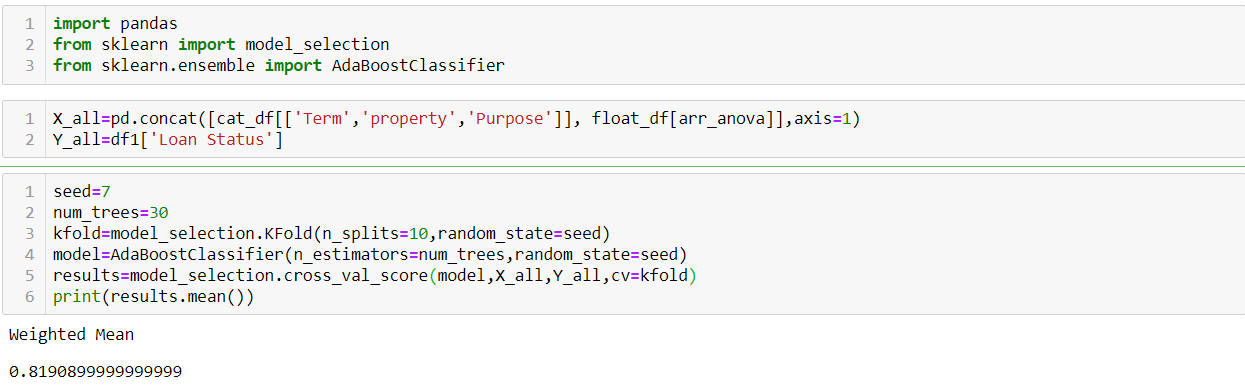 1 import pandas
2 from sklearn import model_selection
3 from sklearn.ensemble import AdaBoostClassifier
1 X_all=pd.concat([cat_df[['Term','property','Purpose']], float_df[arr_anova]],axis=1)
2 Y_all=df1['Loan Status']
1 seed=7
2 num_trees=30
3 kfold=model_selection.KFold(n_splits=10,random_state=seed)
4 model=AdaBoostClassifier(n_estimators=num_trees,random_state=seed)
5 results=model_selection.cross_val_score(model,X_all,Y_all,cv=kfold)
6 print(results.mean())
Weighted Mean
0.8190899999999999